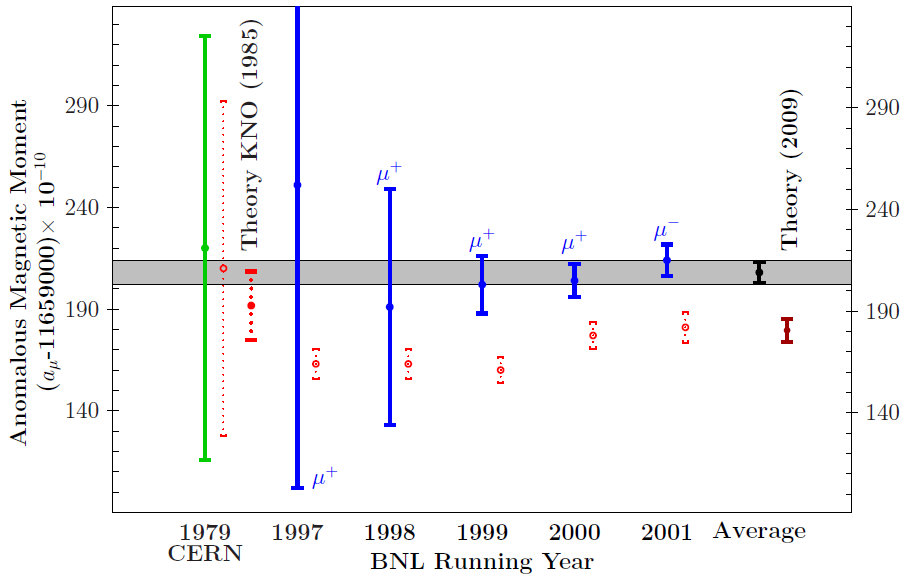 Anomalous Magnetic Moment
(aμ-11659000)× 10⁻¹⁰
290
240
190
140
290
240
190
140
Theory KNO (1985)
μ⁺
μ⁺
μ⁺
μ⁺
μ⁻
Theory (2009)
1979 1997 1998 1999 2000 2001 Average
CERN
BNL Running Year